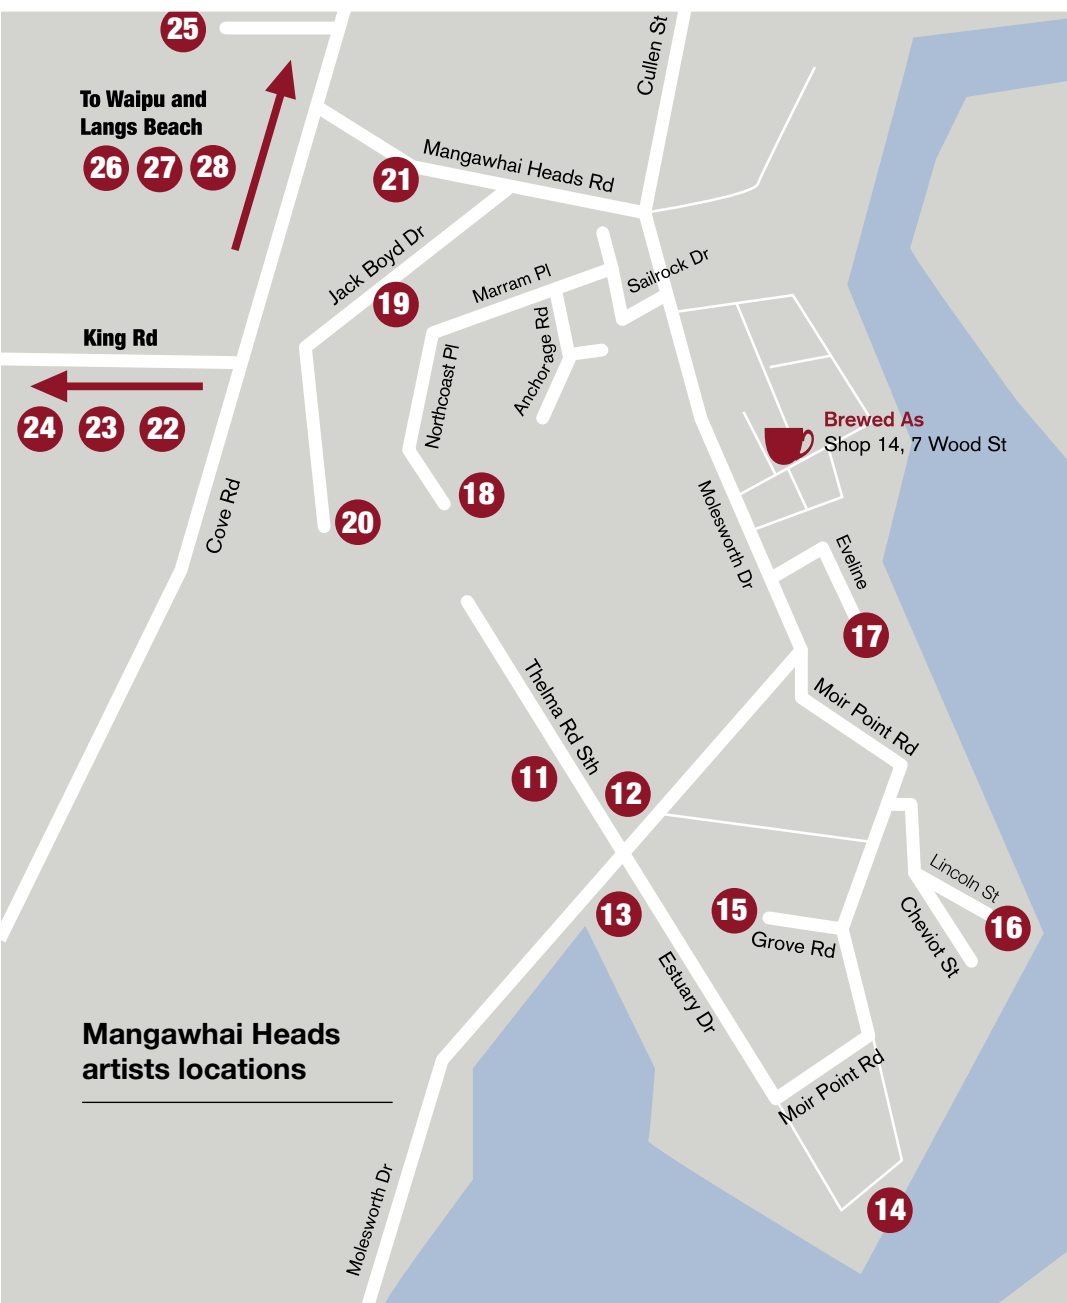 25
Cullen St
To Waipu and
Langs Beach
26 27 28
Mangawhai Heads Rd
21
Jack Boyd Dr
19
Marram Pl
Sailrock Dr
Anchorage Rd
Northcoast Pl
King Rd
24 23 22
Brewed As
Shop 14, 7 Wood St
18
20
Cove Rd
Molesworth Dr
Eveline
17
Thelma Rd Sth
Moir Point Rd
11
12
13
15
Grove Rd
Lincoln St
16
Cheviot St
Estuary Dr
Mangawhai Heads
artists locations
Moir Point Rd
Molesworth Dr
14